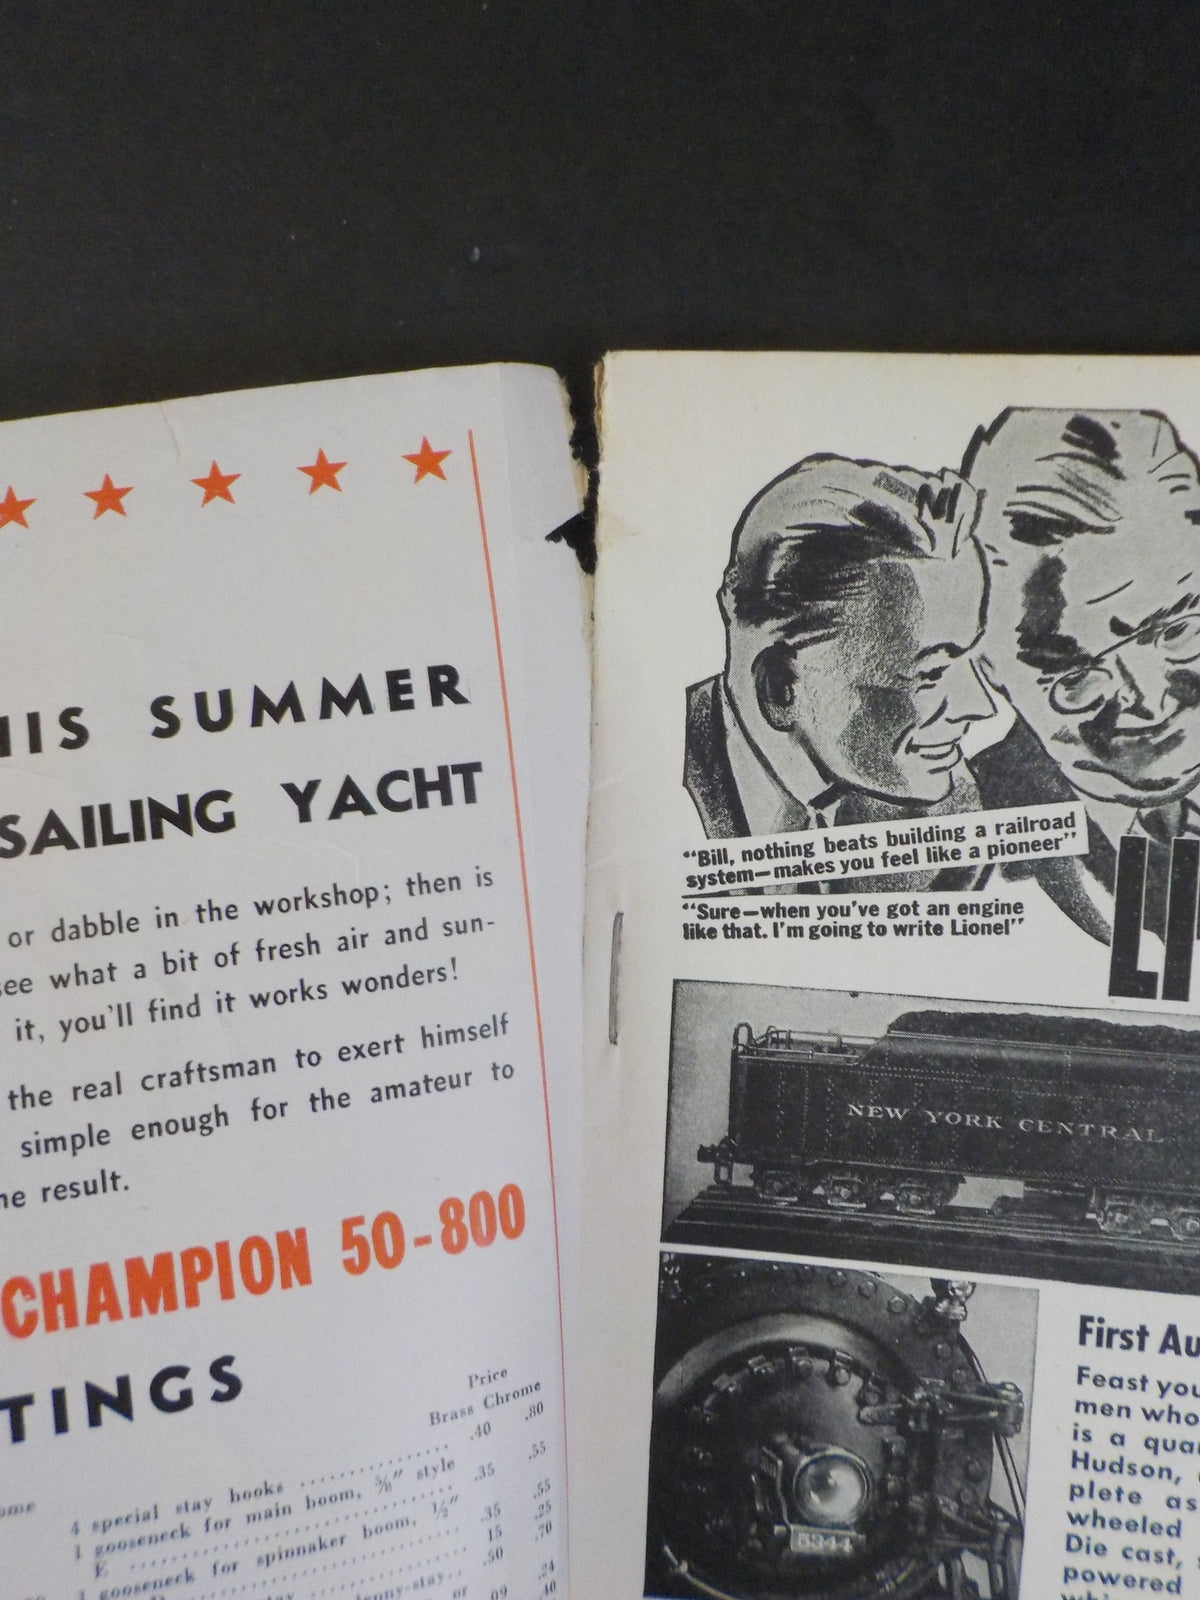 HIS SUMMER
SAILING YACHT
or dabble in the workshop; then is
see what a bit of fresh air and sun-
it, you'll find it works wonders!
the real craftsman to exert himself
simple enough for the amateur to
result.
CHAMPION 50-800
TINGS
Price
Brass Chrome
4 special stay hooks .40 .80
1 gooseneck for main boom, 5/8" style
.35 .55
gooseneck for spinnaker boom, 1/2"
"Bill, nothing beats building a railroad
system—makes you feel like a pioneer"
"Sure—when you've got an engine
like that. I'm going to write Lionel"
LI
NEW YORK CENTRAL
5344
First Au
Feast you
men who
is a qua
Hudson,
plete as
wheeled
Die cast,
powered